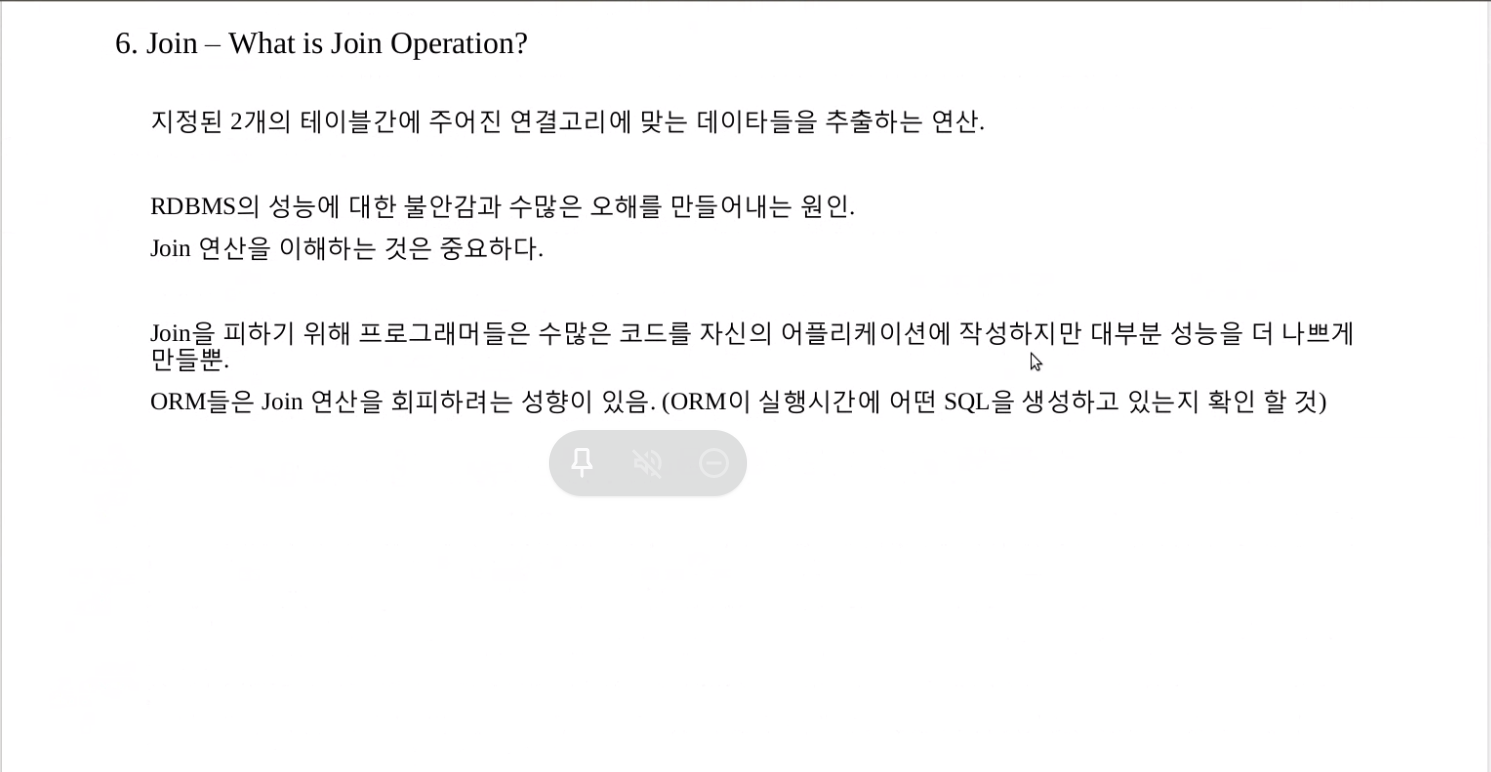 6. Join – What is Join Operation?
지정된 2개의 테이블간에 주어진 연결고리에 맞는 데이타들을 추출하는 연산.
RDBMS의 성능에 대한 불안감과 수많은 오해를 만들어내는 원인.
Join 연산을 이해하는 것은 중요하다.
Join을 피하기 위해 프로그래머들은 수많은 코드를 자신의 어플리케이션에 작성하지만 대부분 성능을 더 나쁘게
만들뿐.
ORM들은 Join 연산을 회피하려는 성향이 있음. (ORM이 실행시간에 어떤 SQL을 생성하고 있는지 확인 할 것)